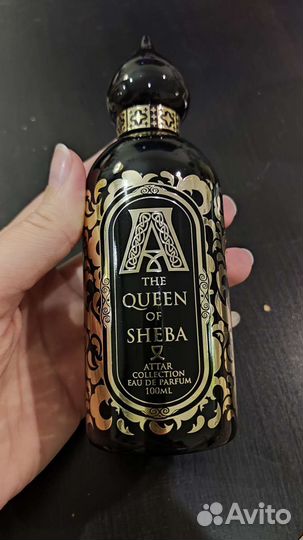 A
THE
QUEEN
OF
SHEBA
ATTAR
COLLECTION
EAU DE PARFUM
100ML
Avito